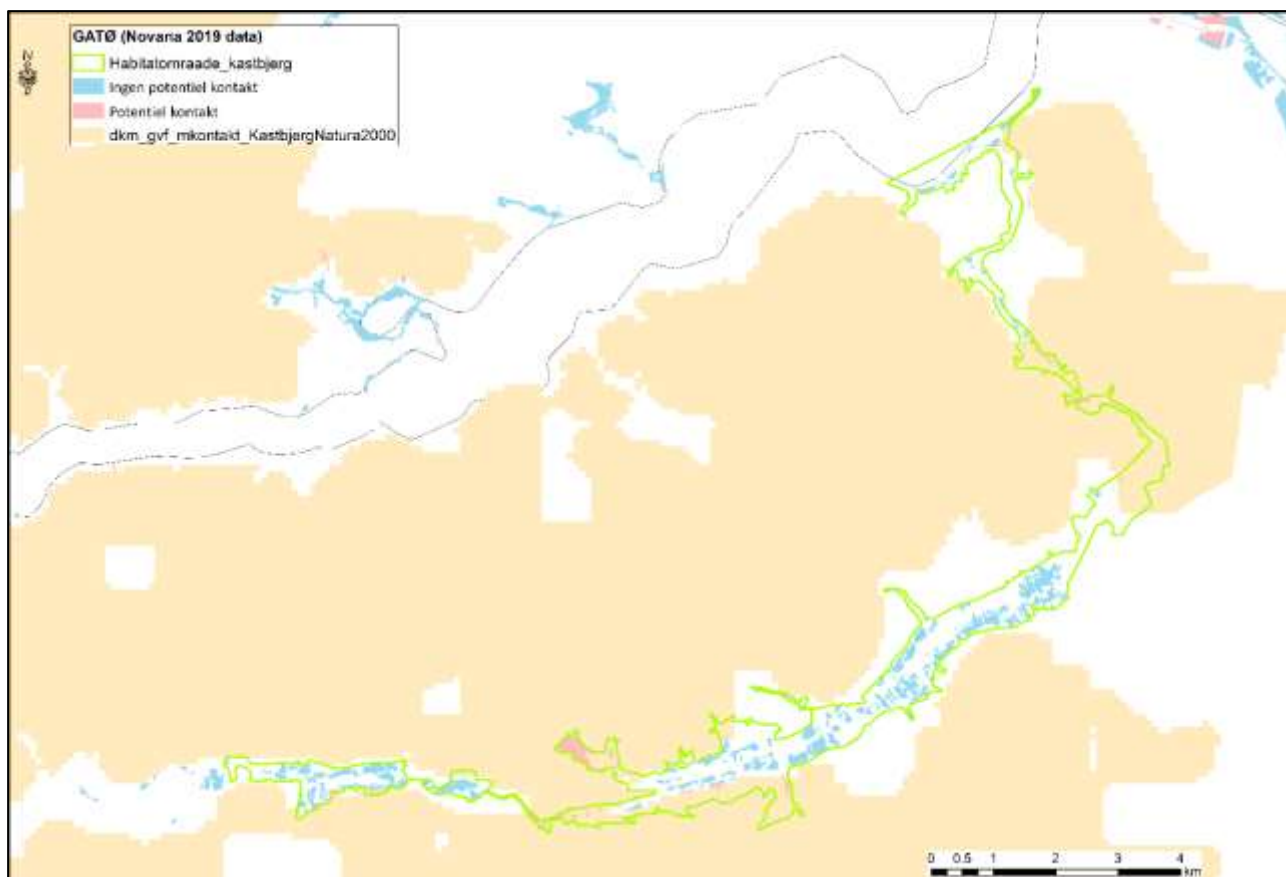 GATØ (Novana 2019 data)
Habitatomraade_kastbjerg
Ingen potentiel kontakt
Potentiel kontakt
dkm_gvf_mkontakt_KastbjergNatura2000
N
0 0.5 1 2 3 4
km